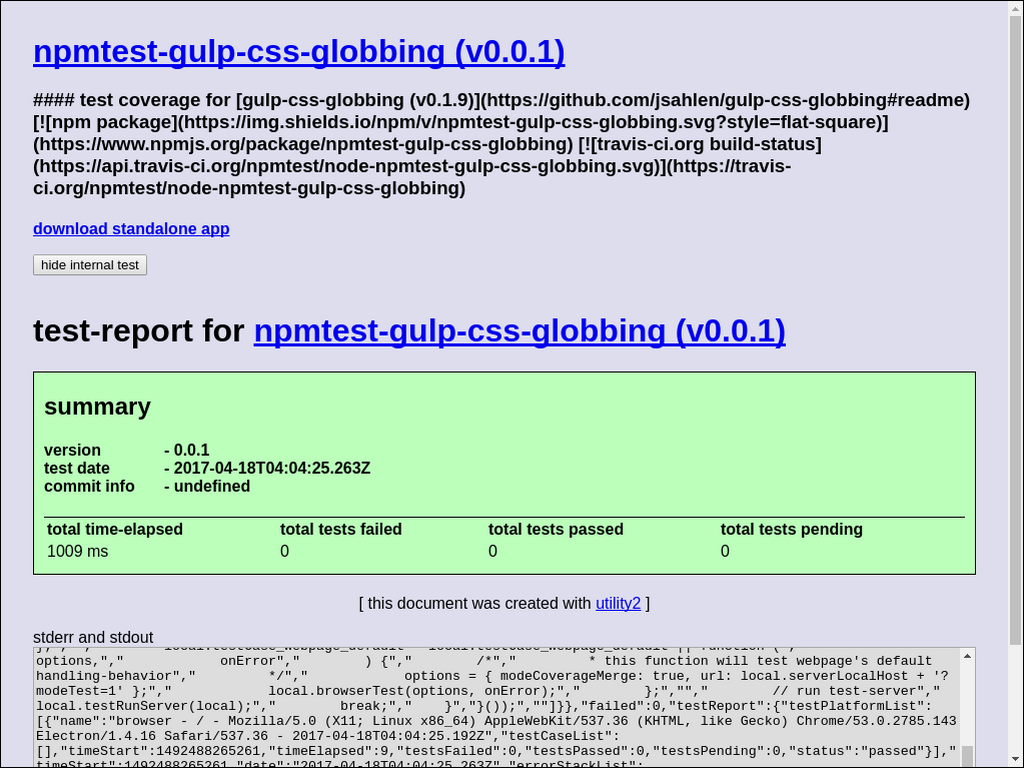 npmtest-gulp-css-globbing (v0.0.1)
#### test coverage for [gulp-css-globbing (v0.1.9)](https://github.com/jsahlen/gulp-css-globbing#readme)
[![npm package](https://img.shields.io/npm/v/npmtest-gulp-css-globbing.svg?style=flat-square)]
(https://www.npmjs.org/package/npmtest-gulp-css-globbing) [![travis-ci.org build-status]
(https://api.travis-ci.org/npmtest/node-npmtest-gulp-css-globbing.svg)](https://travis-
ci.org/npmtest/node-npmtest-gulp-css-globbing)
download standalone app
hide internal test
test-report for npmtest-gulp-css-globbing (v0.0.1)
summary
version - 0.0.1
test date - 2017-04-18T04:04:25.263Z
commit info - undefined
total time-elapsed total tests failed total tests passed total tests pending
1009 ms 0 0 0
[ this document was created with utility2 ]
stderr and stdout
options,","            onError","        ) {","        /*","         * this function will test webpage's default
handling-behavior","         */","            options = { modeCoverageMerge: true, url: local.serverLocalHost + '?
modeTest=1' };","            local.browserTest(options, onError);","        };","","        // run test-server","
local.testRunServer(local);","        break;","    }","}());",""]}},"failed":0,"testReport":{"testPlatformList":
[{"name":"browser - / - Mozilla/5.0 (X11; Linux x86_64) AppleWebKit/537.36 (KHTML, like Gecko) Chrome/53.0.2785.143
Electron/1.4.16 Safari/537.36 - 2017-04-18T04:04:25.192Z","testCaseList":
[],"timeStart":1492488265261,"timeElapsed":9,"testsFailed":0,"testsPassed":0,"testsPending":0,"status":"passed"}],"
timeStart":1492488265261,"date":"2017-04-18T04:04:25.263Z","errorStackList":